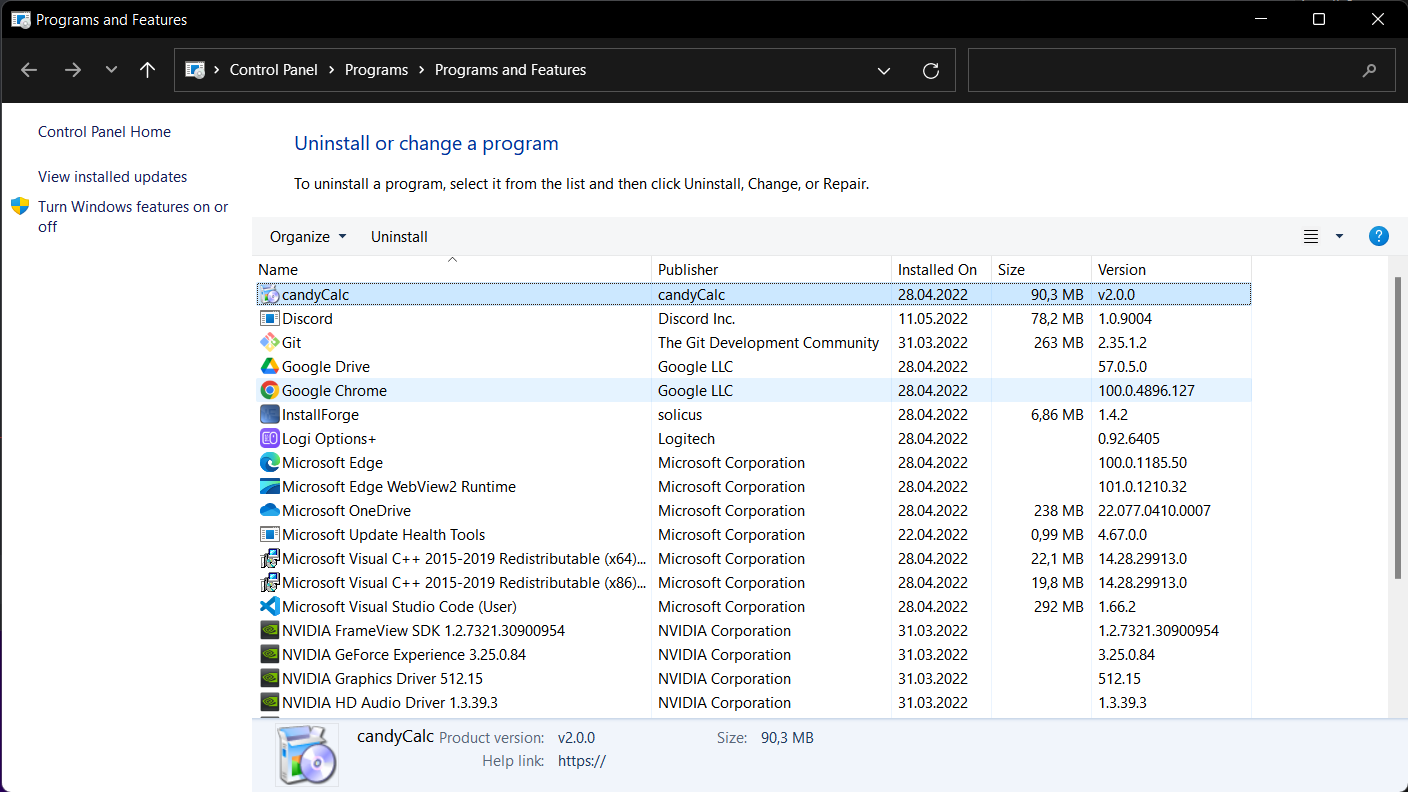 Programs and Features
Control Panel > Programs > Programs and Features
Control Panel Home
View installed updates
Turn Windows features on or
off
Uninstall or change a program
To uninstall a program, select it from the list and then click Uninstall, Change, or Repair.
Organize Uninstall ?
Name Publisher Installed On Size Version
candyCalc candyCalc 28.04.2022 90,3 MB v2.0.0
Discord Discord Inc. 11.05.2022 78,2 MB 1.0.9004
Git The Git Development Community 31.03.2022 263 MB 2.35.1.2
Google Drive Google LLC 28.04.2022 57.0.5.0
Google Chrome Google LLC 28.04.2022 100.0.4896.127
InstallForge solicus 28.04.2022 6,86 MB 1.4.2
Logi Options+ Logitech 28.04.2022 0.92.6405
Microsoft Edge Microsoft Corporation 28.04.2022 100.0.1185.50
Microsoft Edge WebView2 Runtime Microsoft Corporation 28.04.2022 101.0.1210.32
Microsoft OneDrive Microsoft Corporation 28.04.2022 238 MB 22.077.0410.0007
Microsoft Update Health Tools Microsoft Corporation 22.04.2022 0,99 MB 4.67.0.0
Microsoft Visual C++ 2015-2019 Redistributable (x64)... Microsoft Corporation 28.04.2022 22,1 MB 14.28.29913.0
Microsoft Visual C++ 2015-2019 Redistributable (x86)... Microsoft Corporation 28.04.2022 19,8 MB 14.28.29913.0
Microsoft Visual Studio Code (User) Microsoft Corporation 28.04.2022 292 MB 1.66.2
NVIDIA FrameView SDK 1.2.7321.30900954 NVIDIA Corporation 31.03.2022 1.2.7321.30900954
NVIDIA GeForce Experience 3.25.0.84 NVIDIA Corporation 31.03.2022 3.25.0.84
NVIDIA Graphics Driver 512.15 NVIDIA Corporation 31.03.2022 512.15
NVIDIA HD Audio Driver 1.3.39.3 NVIDIA Corporation 31.03.2022 1.3.39.3
candyCalc Product version: v2.0.0 Size: 90,3 MB
Help link: https://